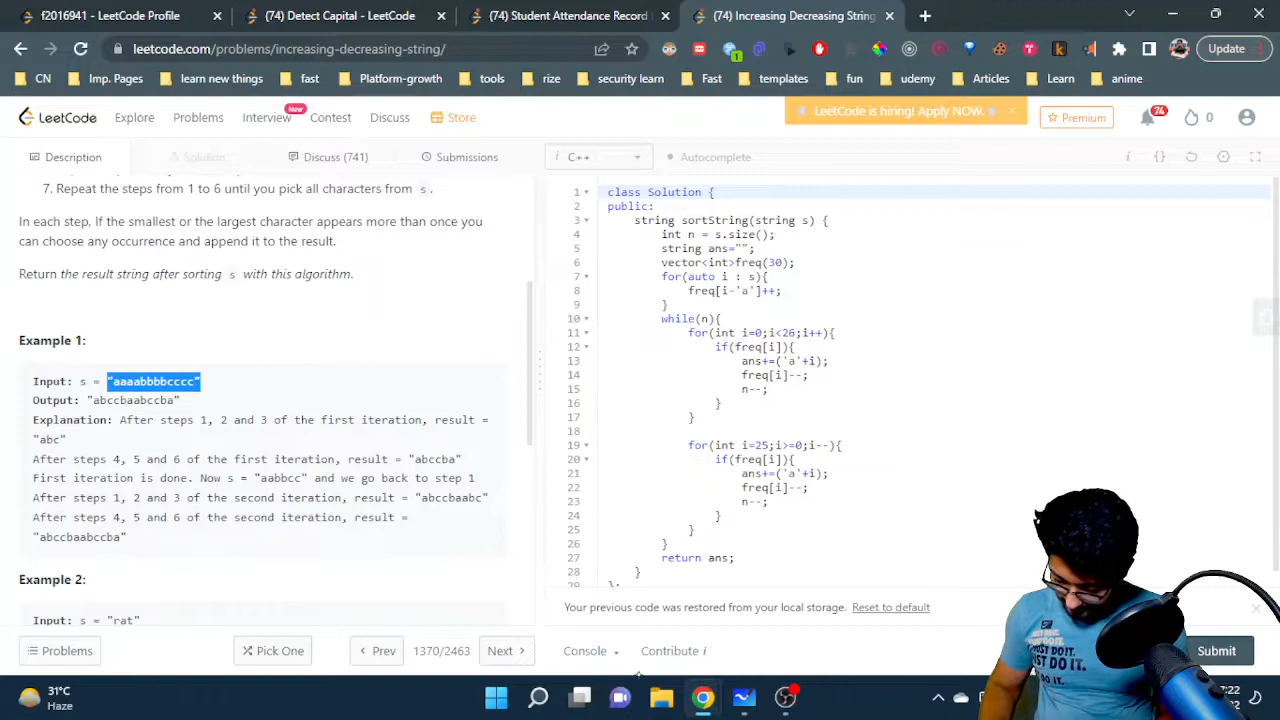 f2016941 - LeetCode Profile
(74) Detect Capital - LeetCode
(74) Student Attendance Record
(74) Increasing Decreasing String
leetcode.com/problems/increasing-decreasing-string/
1
Update
CN
Imp. Pages
learn new things
fast
Platform-growth
tools
rise
security learn
Fast
templates
fun
udemy
Articles
Learn
anime
LeetCode
Explore
Problems
Interview
New
Contest
Discuss
Store
LeetCode is hiring! Apply NOW.
Premium
74
0
Description
Solution
Discuss (741)
Submissions
i C++
Autocomplete
7. Repeat the steps from 1 to 6 until you pick all characters from s .
In each step, If the smallest or the largest character appears more than once you
can choose any occurrence and append it to the result.
Return the result string after sorting s with this algorithm.
Example 1:
Input: s = "aaaabbbbcccc"
Output: "abccbaabccba"
Explanation: After steps 1, 2 and 3 of the first iteration, result =
"abc"
After steps 4, 5 and 6 of the first iteration, result = "abccba"
First iteration is done. Now s = "aabbcc" and we go back to step 1
After steps 1, 2 and 3 of the second iteration, result = "abccbaabc"
After steps 4, 5 and 6 of the second iteration, result =
"abccbaabccba"
Example 2:
Input: s = "rat"
1 class Solution {
2 public:
3 string sortString(string s) {
4 int n = s.size();
5 string ans="";
6 vector<int>freq(30);
7 for(auto i : s){
8 freq[i-'a']++;
9 }
10 while(n){
11 for(int i=0;i<26;i++){
12 if(freq[i]){
13 ans+=('a'+i);
14 freq[i]--;
15 n--;
16 }
17 }
18
19 for(int i=25;i>=0;i--){
20 if(freq[i]){
21 ans+=('a'+i);
22 freq[i]--;
23 n--;
24 }
25 }
26 }
27 return ans;
28 }
29 };
Your previous code was restored from your local storage. Reset to default
Problems
Pick One
Prev
1370/2463
Next
Console
Contribute i
Submit
31°C
Haze